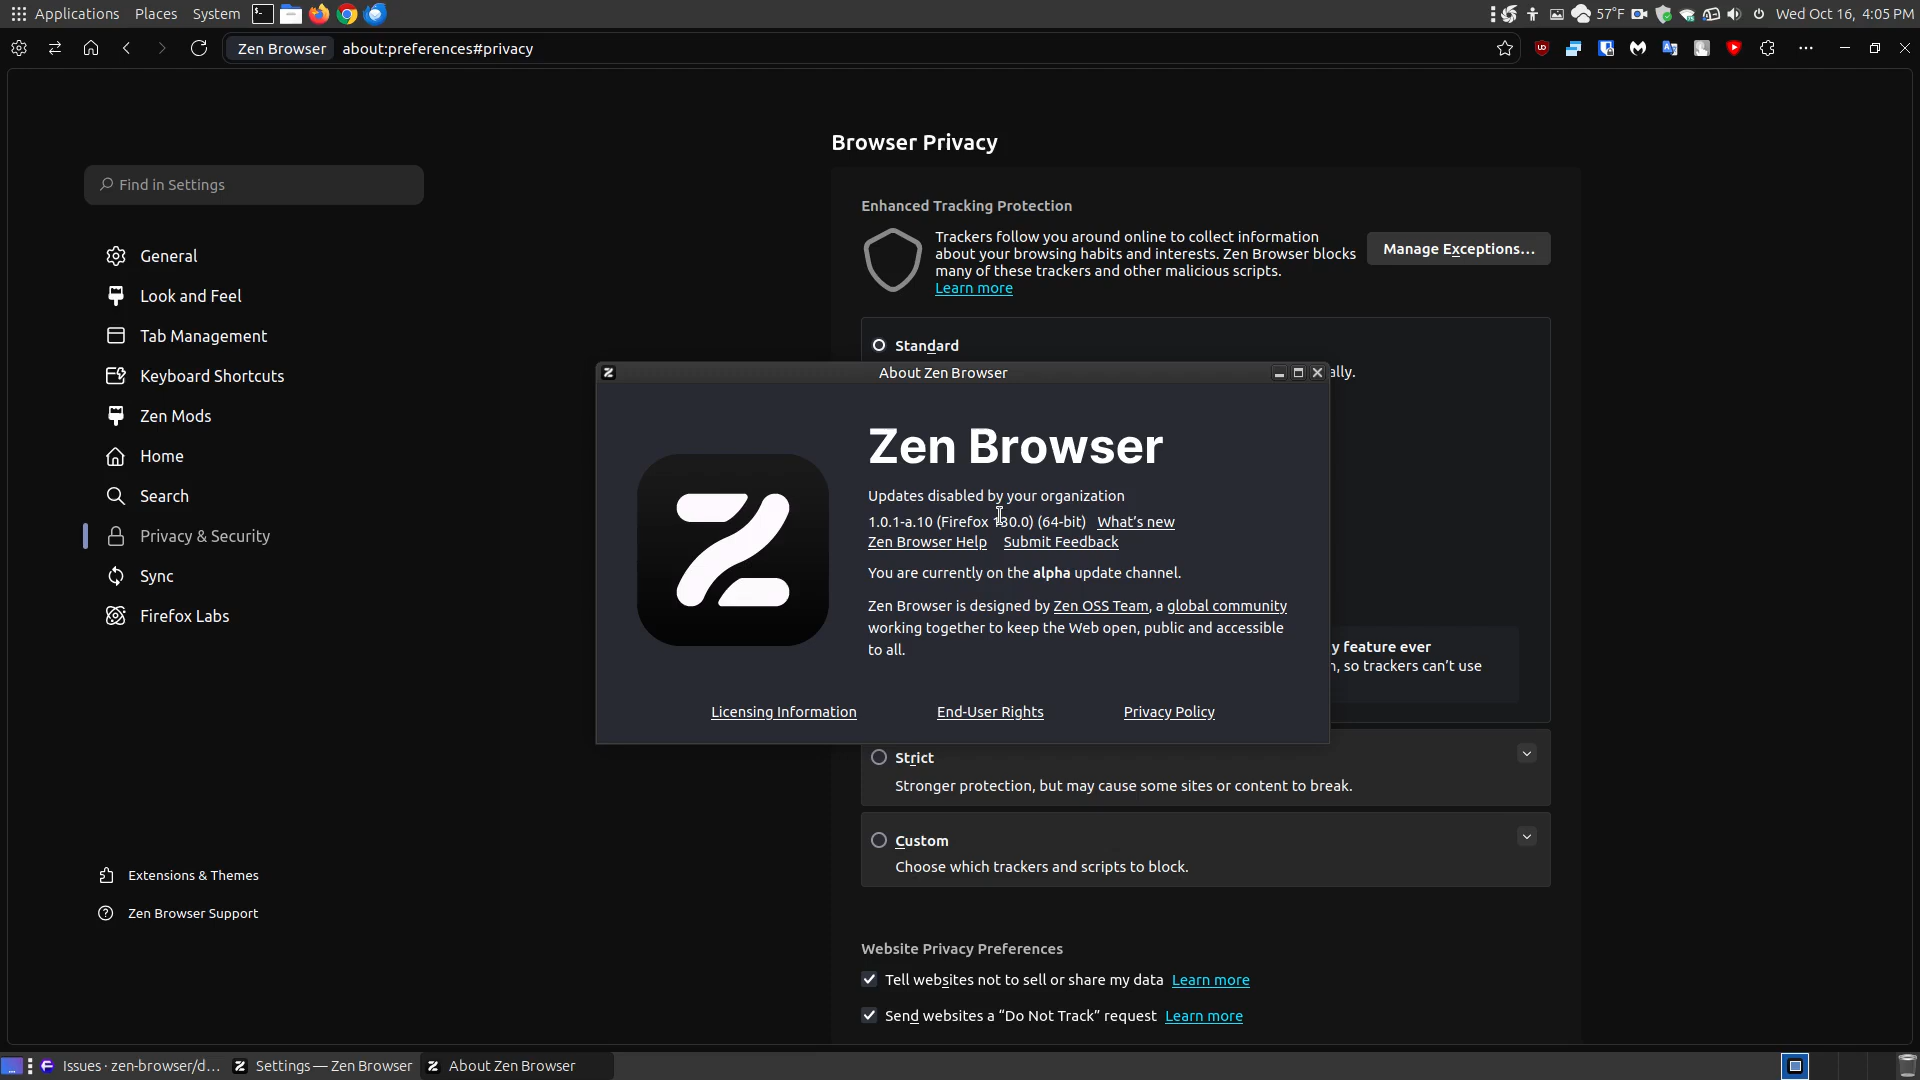 Applications Places System 57°F Wed Oct 16, 4:05 PM
Zen Browser about:preferences#privacy
Find in Settings
General
Look and Feel
Tab Management
Keyboard Shortcuts
Zen Mods
Home
Search
Privacy & Security
Sync
Firefox Labs
Extensions & Themes
Zen Browser Support
Browser Privacy
Enhanced Tracking Protection
Trackers follow you around online to collect information
about your browsing habits and interests. Zen Browser blocks
many of these trackers and other malicious scripts.
Learn more
Manage Exceptions...
Standard
ally.
About Zen Browser
Zen Browser
Updates disabled by your organization
1.0.1-a.10 (Firefox 130.0) (64-bit) What's new
Zen Browser Help Submit Feedback
You are currently on the alpha update channel.
Zen Browser is designed by Zen OSS Team, a global community
working together to keep the Web open, public and accessible
to all.
Licensing Information End-User Rights Privacy Policy
y feature ever
n, so trackers can't use
Strict
Stronger protection, but may cause some sites or content to break.
Custom
Choose which trackers and scripts to block.
Website Privacy Preferences
Tell websites not to sell or share my data Learn more
Send websites a “Do Not Track” request Learn more
Issues · zen-browser/d... Settings — Zen Browser About Zen Browser